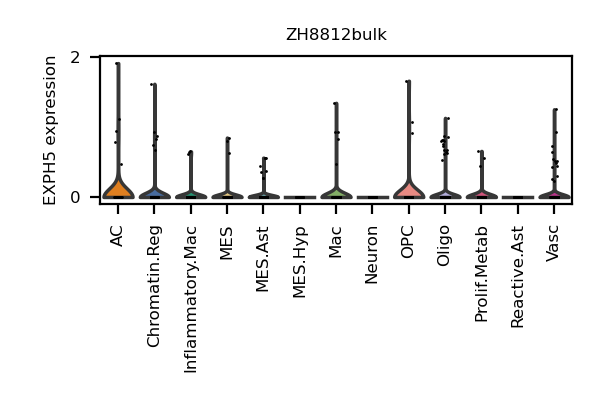 ZH8812bulk
EXPH5 expression
2
0
AC
Chromatin.Reg
Inflammatory.Mac
MES
MES.Ast
MES.Hyp
Mac
Neuron
OPC
Oligo
Prolif.Metab
Reactive.Ast
Vasc